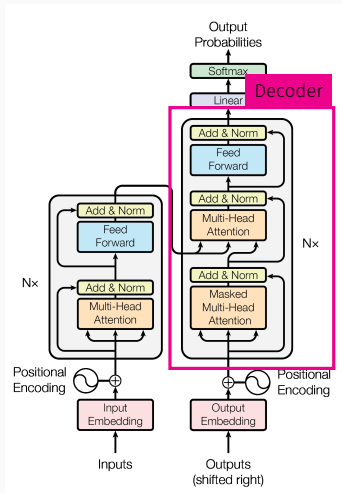 Output
Probabilities
Softmax
Linear
Decoder
Add & Norm
Feed
Forward
Add & Norm
Multi-Head
Attention
Nx
Add & Norm
Masked
Multi-Head
Attention
Add & Norm
Feed
Forward
Nx
Add & Norm
Multi-Head
Attention
Positional
Encoding
Positional
Encoding
Input
Embedding
Output
Embedding
Inputs
Outputs
(shifted right)